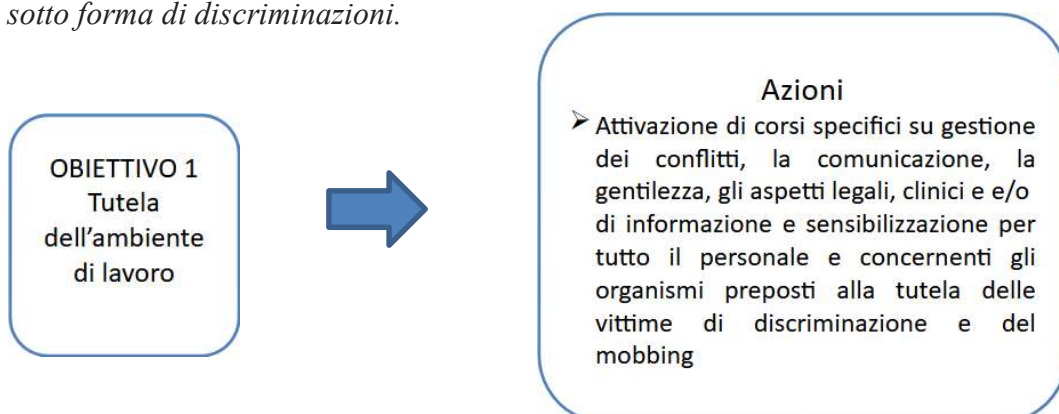 sotto forma di discriminazioni.
OBIETTIVO 1
Tutela
dell'ambiente
di lavoro
Azioni
➢ Attivazione di corsi specifici su gestione
dei conflitti, la comunicazione, la
gentilezza, gli aspetti legali, clinici e e/o
di informazione e sensibilizzazione per
tutto il personale e concernenti gli
organismi preposti alla tutela delle
vittime di discriminazione e del
mobbing